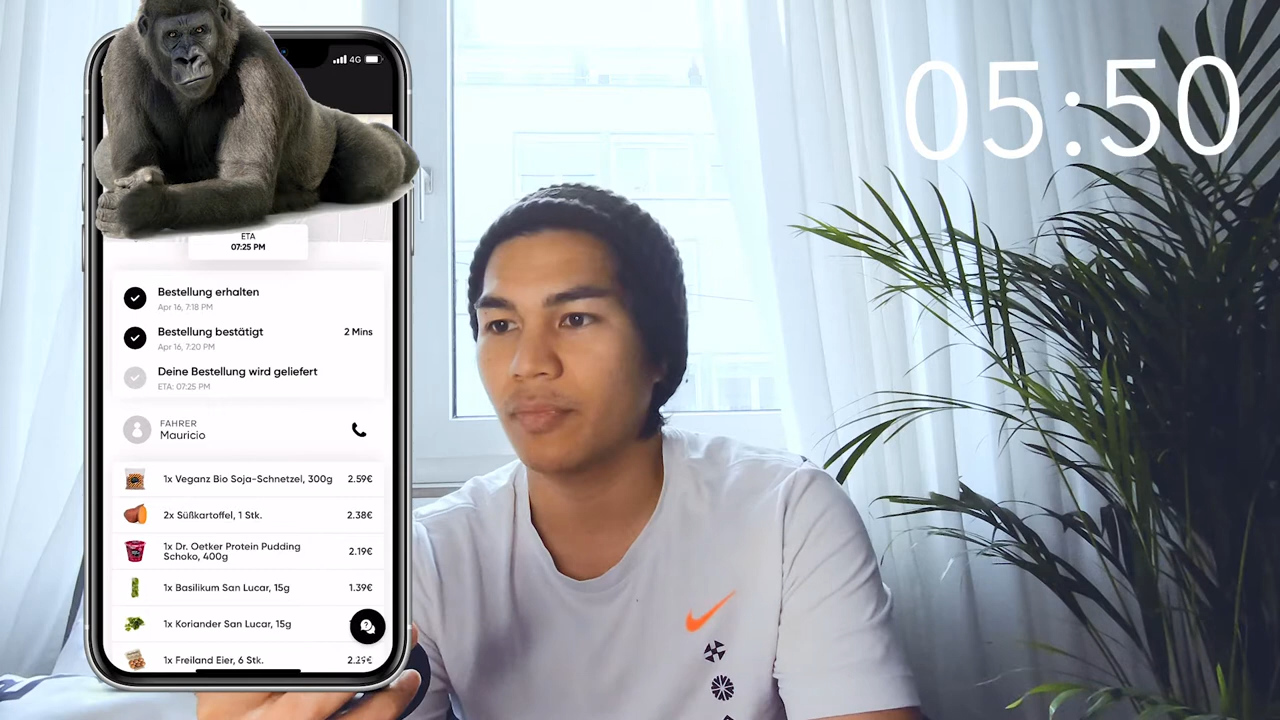 4G
05:50
ETA
07:25 PM
Bestellung erhalten
Apr 16, 7:18 PM
Bestellung bestätigt 2 Mins
Apr 16, 7:20 PM
Deine Bestellung wird geliefert
ETA: 07:25 PM
FAHRER
Mauricio
1x Veganz Bio Soja-Schnetzel, 300g 2.59€
2x Süßkartoffel, 1 Stk. 2.38€
1x Dr. Oetker Protein Pudding
Schoko, 400g 2.19€
1x Basilikum San Lucar, 15g 1.39€
1x Koriander San Lucar, 15g
1x Freiland Eier, 6 Stk. 2.29€